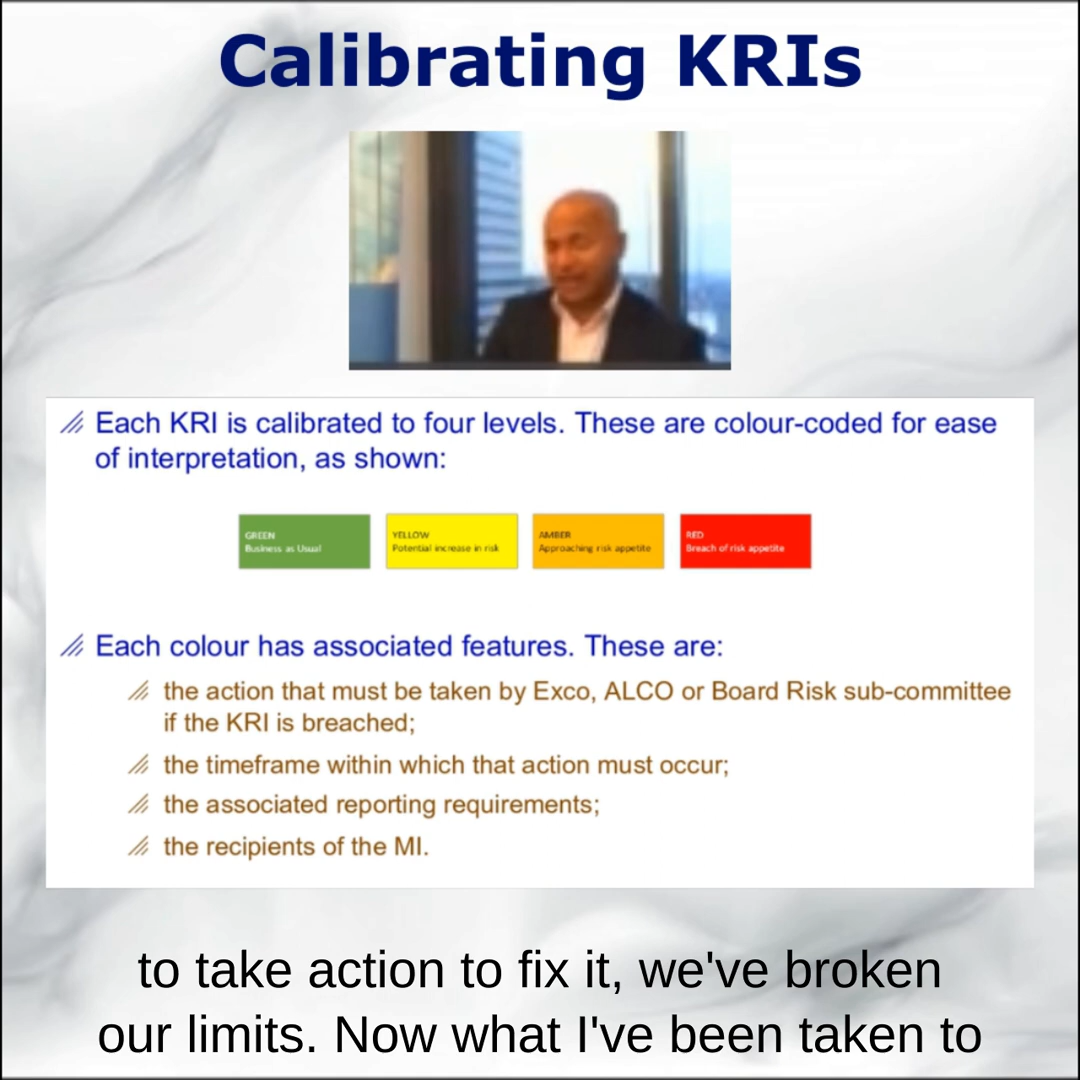 Calibrating KRIs
Each KRI is calibrated to four levels. These are colour-coded for ease
of interpretation, as shown:
GREEN
Business as Usual
YELLOW
Potential increase in risk
AMBER
Approaching risk appetite
RED
Breach of risk appetite
Each colour has associated features. These are:
the action that must be taken by Exco, ALCO or Board Risk sub-committee
if the KRI is breached;
the timeframe within which that action must occur;
the associated reporting requirements;
the recipients of the MI.
to take action to fix it, we've broken
our limits. Now what I've been taken to